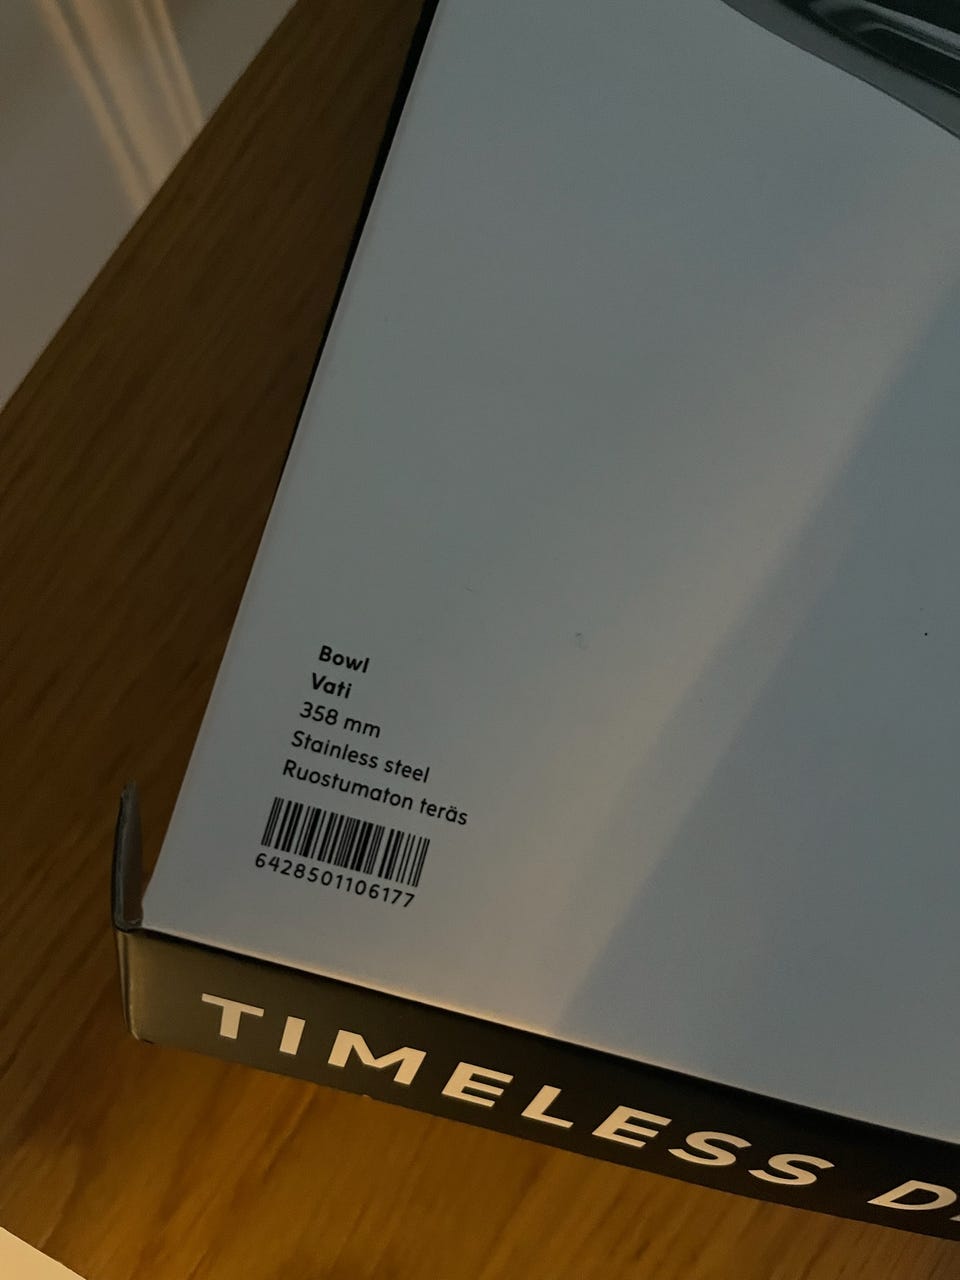 Bowl
Vati
358 mm
Stainless steel
Ruostumaton teräs
6428501106177
TIMELESS